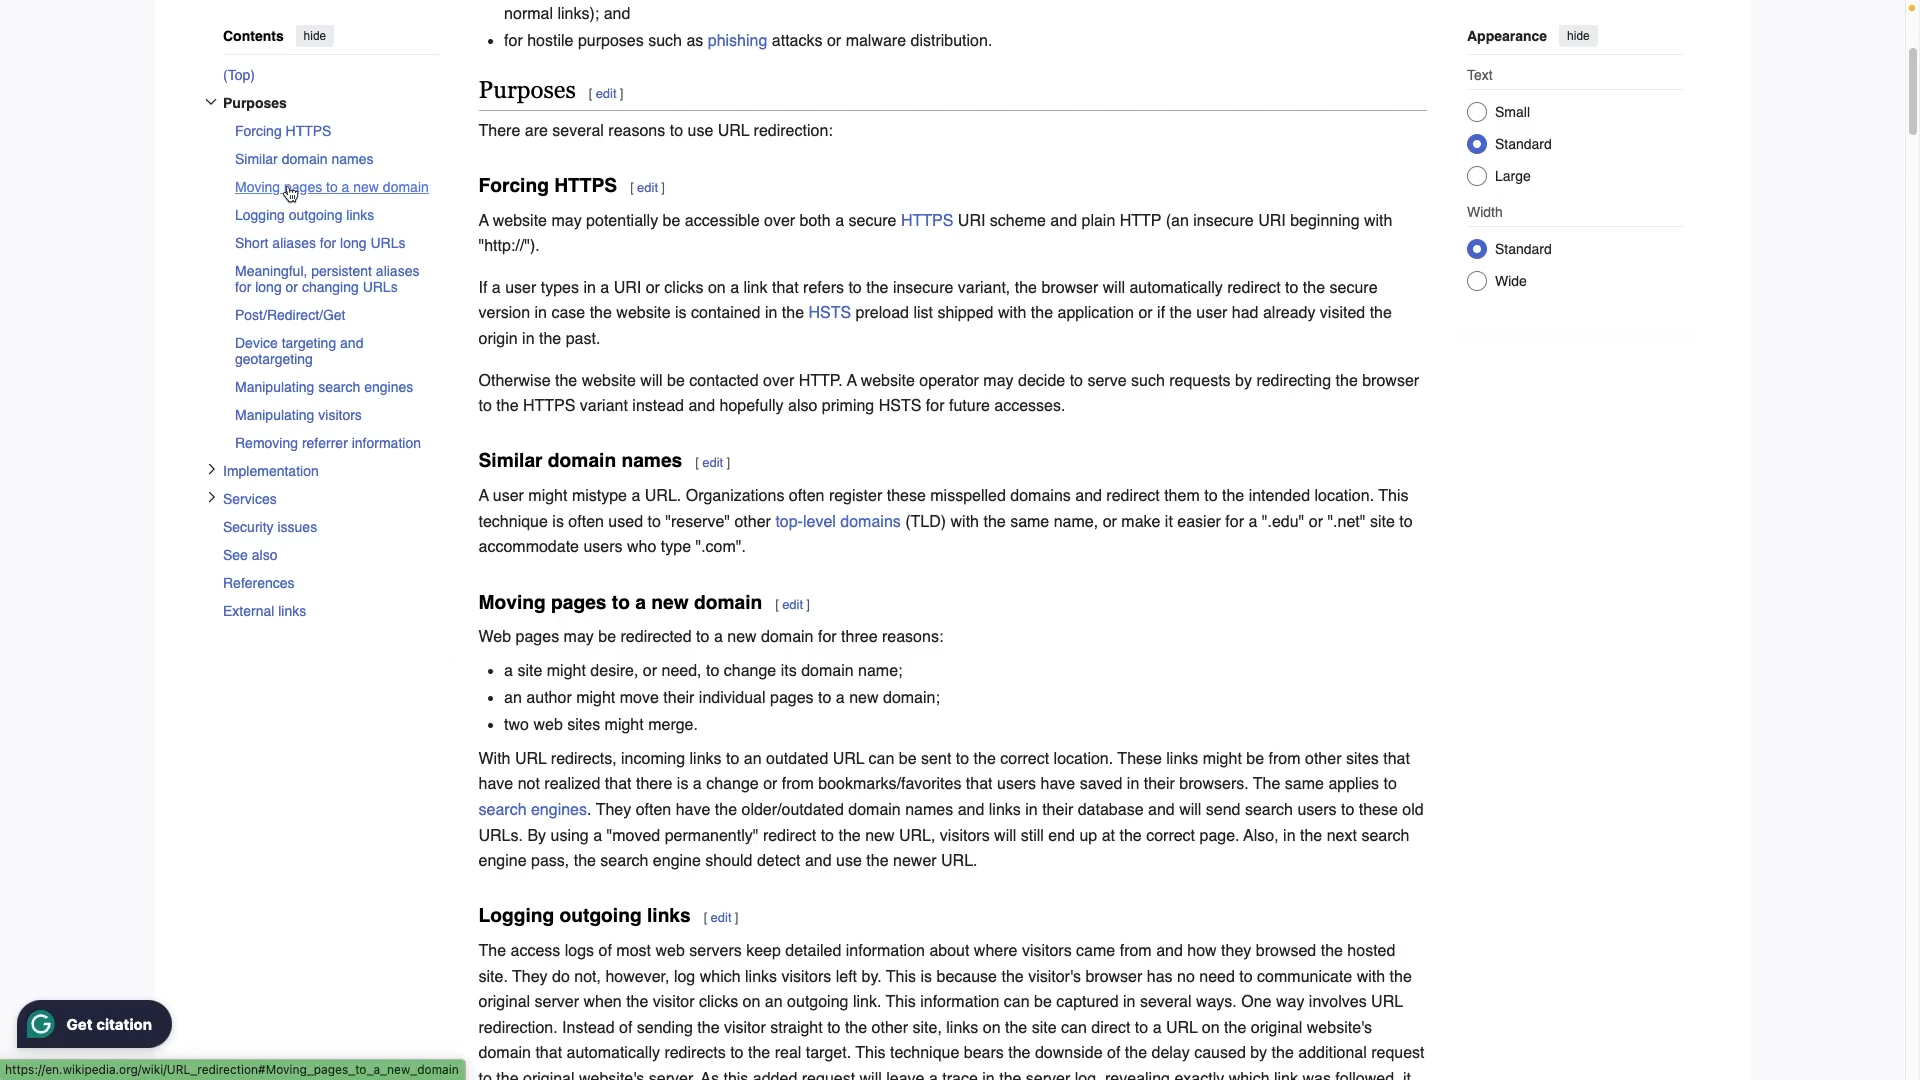 Contents hide
(Top)
Purposes
Forcing HTTPS
Similar domain names
Moving pages to a new domain
Logging outgoing links
Short aliases for long URLs
Meaningful, persistent aliases
for long or changing URLs
Post/Redirect/Get
Device targeting and
geotargeting
Manipulating search engines
Manipulating visitors
Removing referrer information
Implementation
Services
Security issues
See also
References
External links
normal links); and
• for hostile purposes such as phishing attacks or malware distribution.
Purposes [ edit ]
There are several reasons to use URL redirection:
Forcing HTTPS [ edit ]
A website may potentially be accessible over both a secure HTTPS URI scheme and plain HTTP (an insecure URI beginning with
"http://").
If a user types in a URI or clicks on a link that refers to the insecure variant, the browser will automatically redirect to the secure
version in case the website is contained in the HSTS preload list shipped with the application or if the user had already visited the
origin in the past.
Otherwise the website will be contacted over HTTP. A website operator may decide to serve such requests by redirecting the browser
to the HTTPS variant instead and hopefully also priming HSTS for future accesses.
Similar domain names [ edit ]
A user might mistype a URL. Organizations often register these misspelled domains and redirect them to the intended location. This
technique is often used to "reserve" other top-level domains (TLD) with the same name, or make it easier for a ".edu" or ".net" site to
accommodate users who type ".com".
Moving pages to a new domain [ edit ]
Web pages may be redirected to a new domain for three reasons:
• a site might desire, or need, to change its domain name;
• an author might move their individual pages to a new domain;
• two web sites might merge.
With URL redirects, incoming links to an outdated URL can be sent to the correct location. These links might be from other sites that
have not realized that there is a change or from bookmarks/favorites that users have saved in their browsers. The same applies to
search engines. They often have the older/outdated domain names and links in their database and will send search users to these old
URLs. By using a "moved permanently" redirect to the new URL, visitors will still end up at the correct page. Also, in the next search
engine pass, the search engine should detect and use the newer URL.
Logging outgoing links [ edit ]
The access logs of most web servers keep detailed information about where visitors came from and how they browsed the hosted
site. They do not, however, log which links visitors left by. This is because the visitor's browser has no need to communicate with the
original server when the visitor clicks on an outgoing link. This information can be captured in several ways. One way involves URL
redirection. Instead of sending the visitor straight to the other site, links on the site can direct to a URL on the original website's
domain that automatically redirects to the real target. This technique bears the downside of the delay caused by the additional request
to the original website's server. As this added request will leave a trace in the server log, revealing exactly which link was followed, it
Appearance hide
Text
Small
Standard
Large
Width
Standard
Wide
Get citation
https://en.wikipedia.org/wiki/URL_redirection#Moving_pages_to_a_new_domain